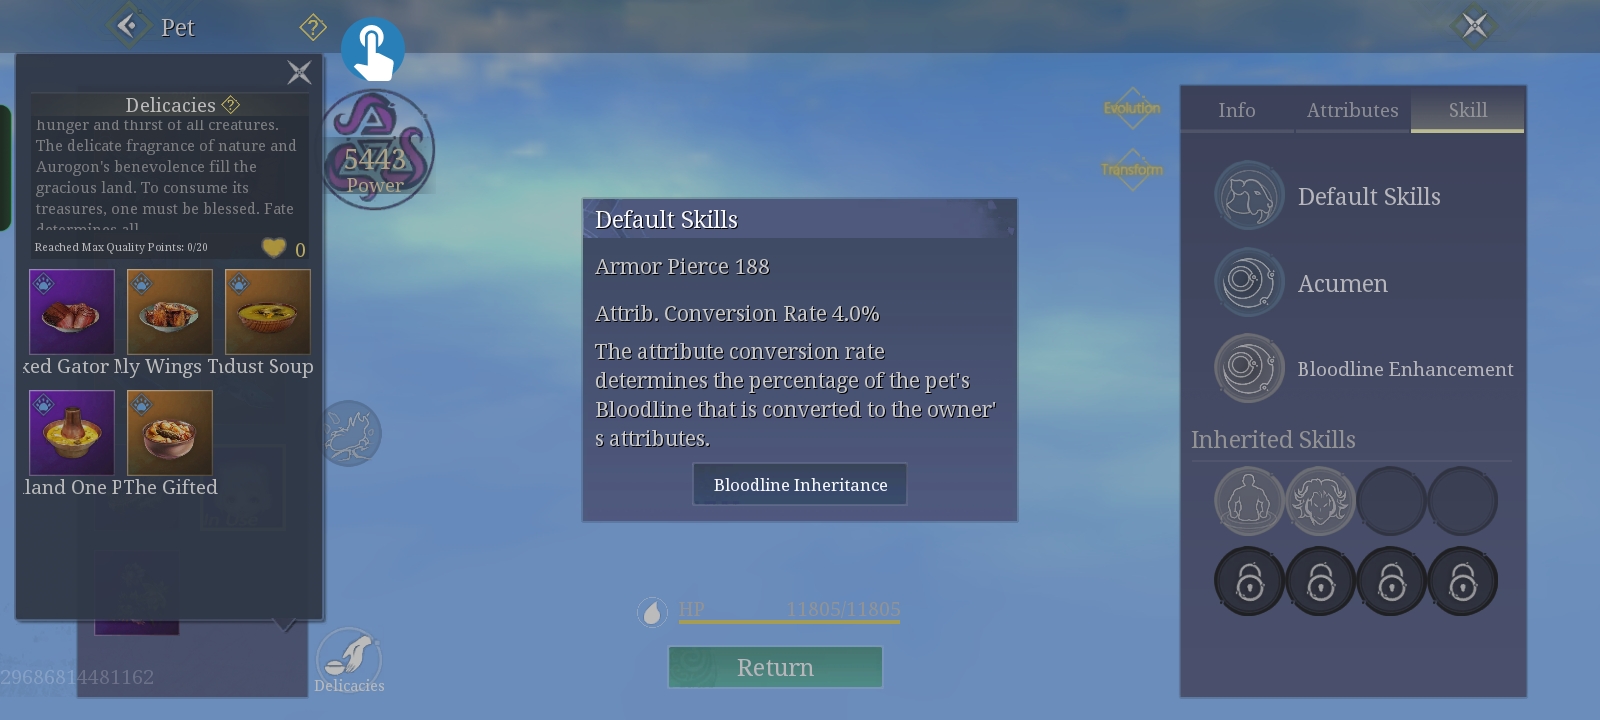 Pet
Delicacies
hunger and thirst of all creatures.
The delicate fragrance of nature and
Aurogon's benevolence fill the
gracious land. To consume its
treasures, one must be blessed. Fate
determines all.
Reached Max Quality Points: 0/20
0
ked Gator
My Wings
Tidust Soup
land One P
The Gifted
5443
Power
Delicacies
29686814481162
Evolution
Transform
Default Skills
Armor Pierce 188
Attrib. Conversion Rate 4.0%
The attribute conversion rate
determines the percentage of the pet's
Bloodline that is converted to the owner'
s attributes.
Bloodline Inheritance
HP 11805/11805
Return
Info Attributes Skill
Default Skills
Acumen
Bloodline Enhancement
Inherited Skills